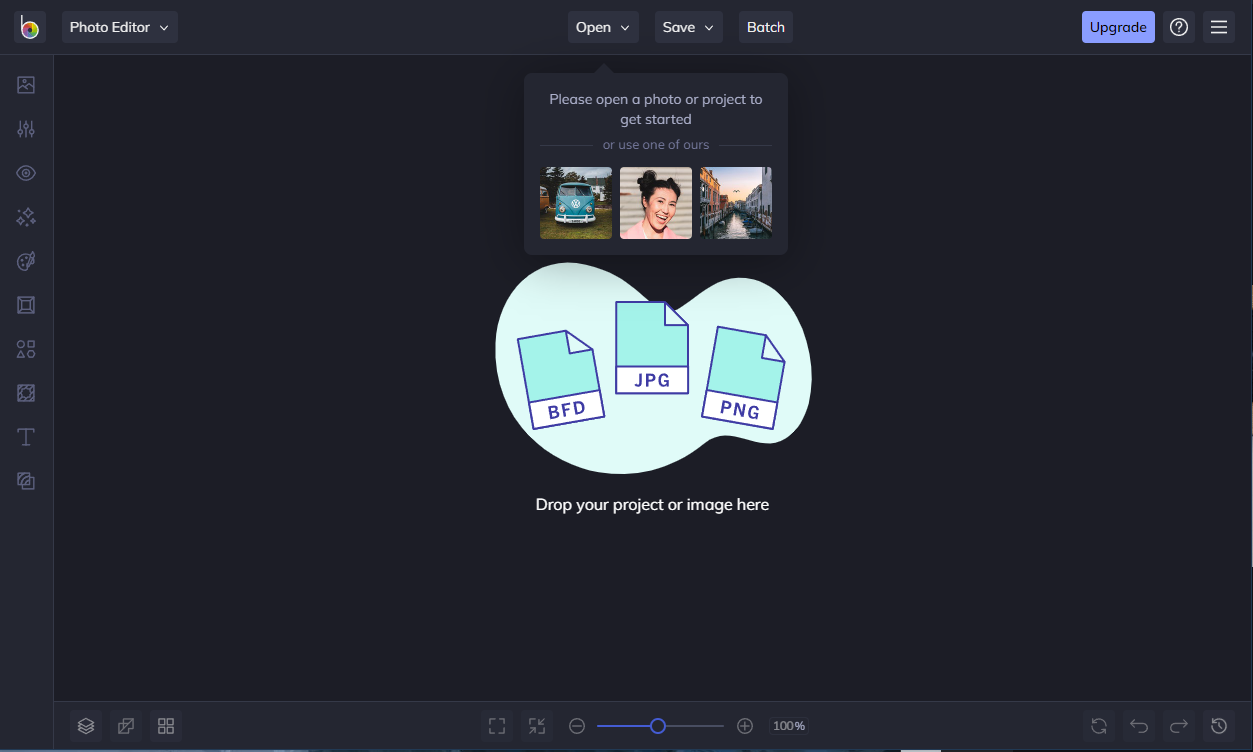 Photo Editor
Open
Save
Batch
Upgrade
Please open a photo or project to
get started
or use one of ours
BFD
JPG
PNG
Drop your project or image here
100%